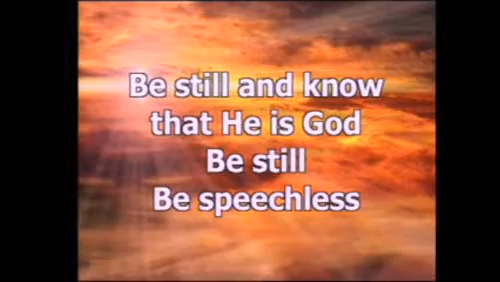 Be still and know
that He is God
Be still
Be speechless